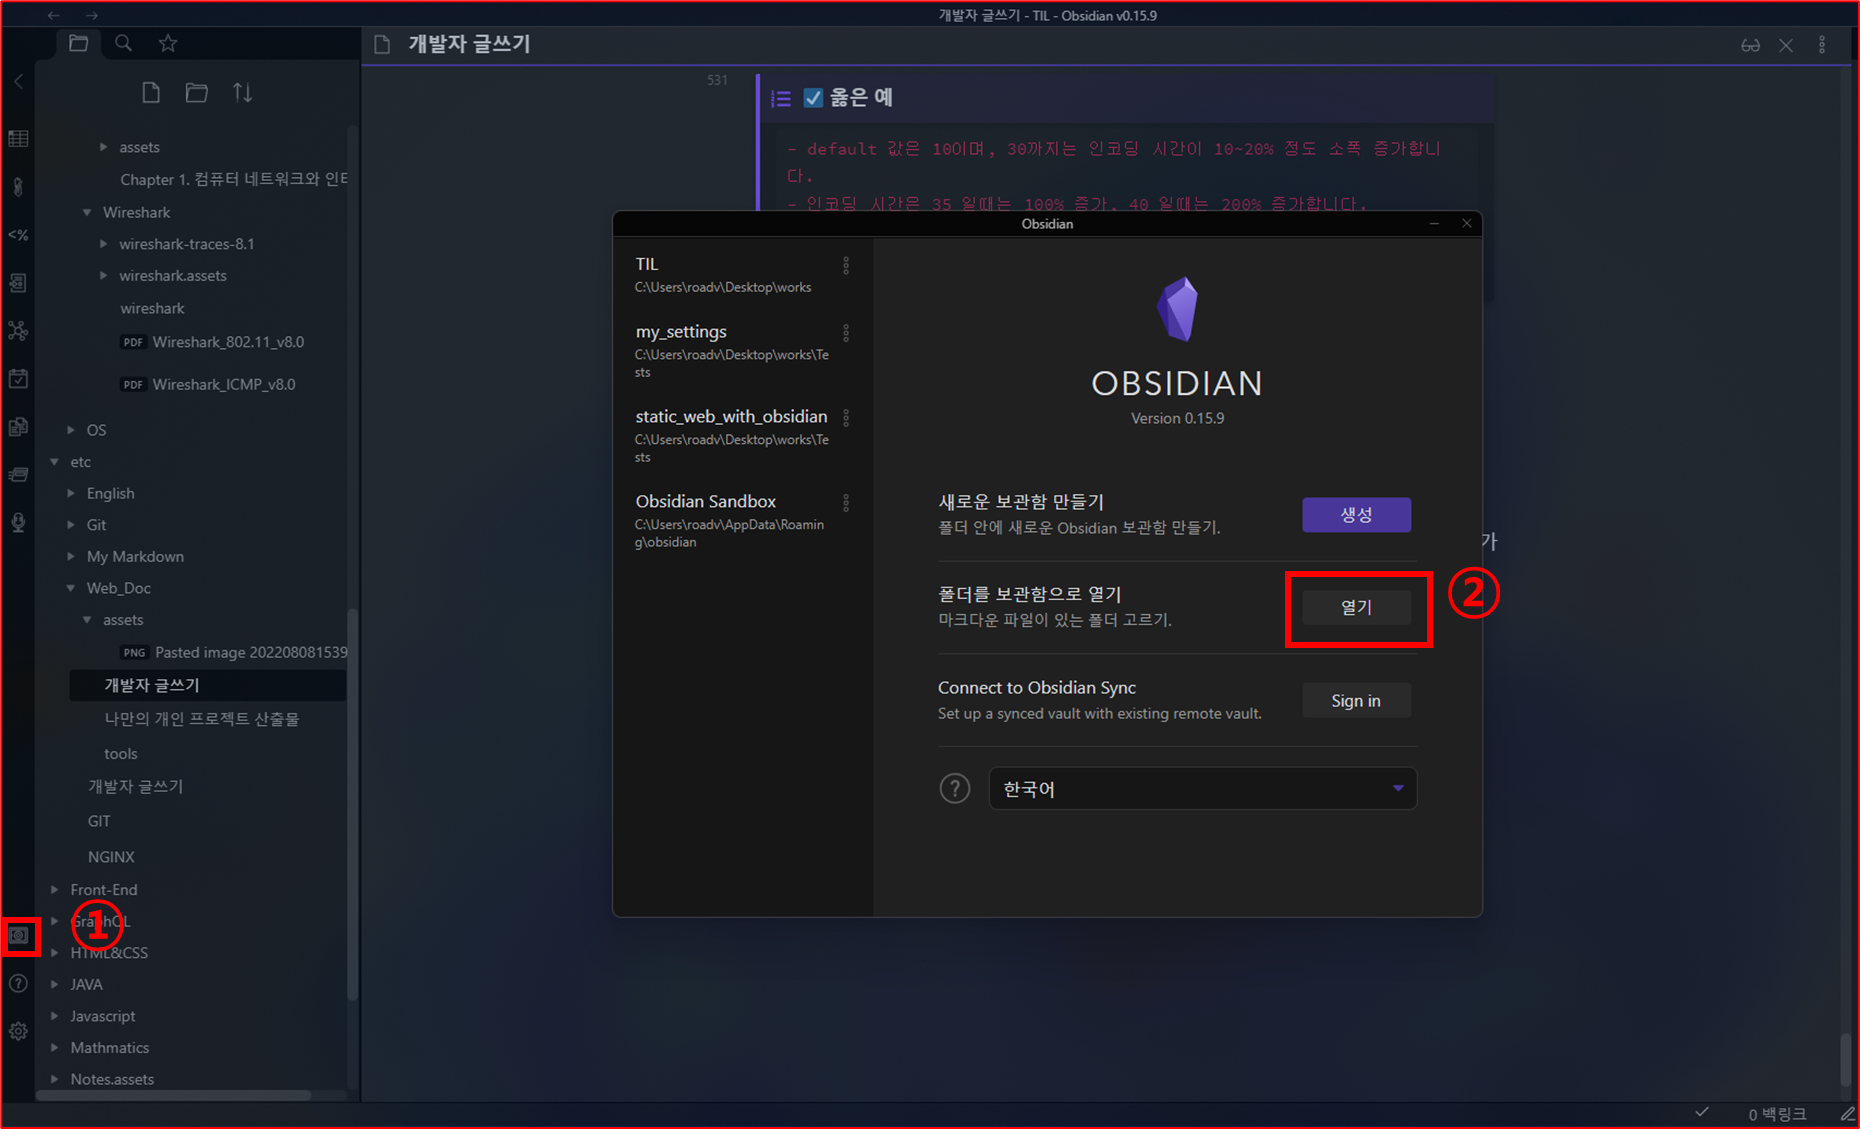 개발자 글쓰기 - TIL - Obsidian v0.15.9
개발자 글쓰기
assets
Chapter 1. 컴퓨터 네트워크와 인터
Wireshark
wireshark-traces-8.1
wireshark.assets
wireshark
PDF Wireshark_802.11_v8.0
PDF Wireshark_ICMP_v8.0
OS
etc
English
Git
My Markdown
Web_Doc
assets
PNG Pasted image 202208081539
개발자 글쓰기
나만의 개인 프로젝트 산출물
tools
개발자 글쓰기
GIT
NGINX
Front-End
GraphQL
①
HTML&CSS
JAVA
Javascript
Mathmatics
Notes.assets
531
옳은 예
- default 값은 10이며, 30까지는 인코딩 시간이 10~20% 정도 소폭 증가합니
다.
- 인코딩 시간은 35 일때는 100% 증가, 40 일때는 200% 증가합니다.
가
Obsidian
TIL
C:\Users\roadv\Desktop\works
my_settings
C:\Users\roadv\Desktop\works\Te
sts
static_web_with_obsidian
C:\Users\roadv\Desktop\works\Te
sts
Obsidian Sandbox
C:\Users\roadv\AppData\Roamin
g\obsidian
OBSIDIAN
Version 0.15.9
새로운 보관함 만들기
폴더 안에 새로운 Obsidian 보관함 만들기.
생성
폴더를 보관함으로 열기
마크다운 파일이 있는 폴더 고르기.
열기
②
Connect to Obsidian Sync
Set up a synced vault with existing remote vault.
Sign in
?
한국어
0 백링크